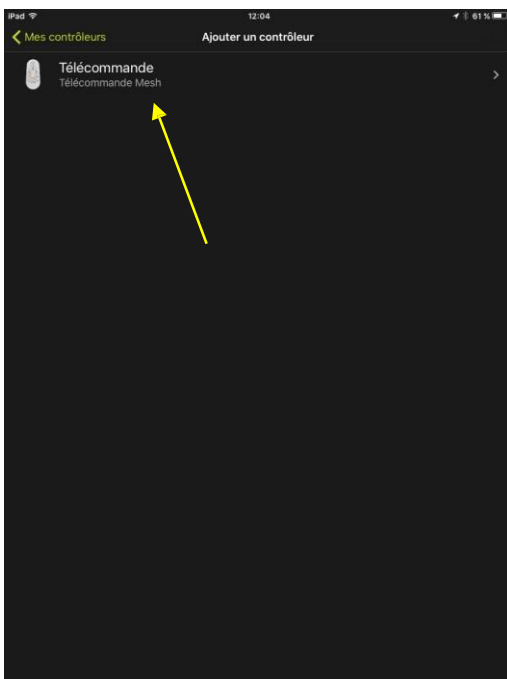 iPad 12:04 61 %
Mes contrôleurs Ajouter un contrôleur
Télécommande
Télécommande Mesh